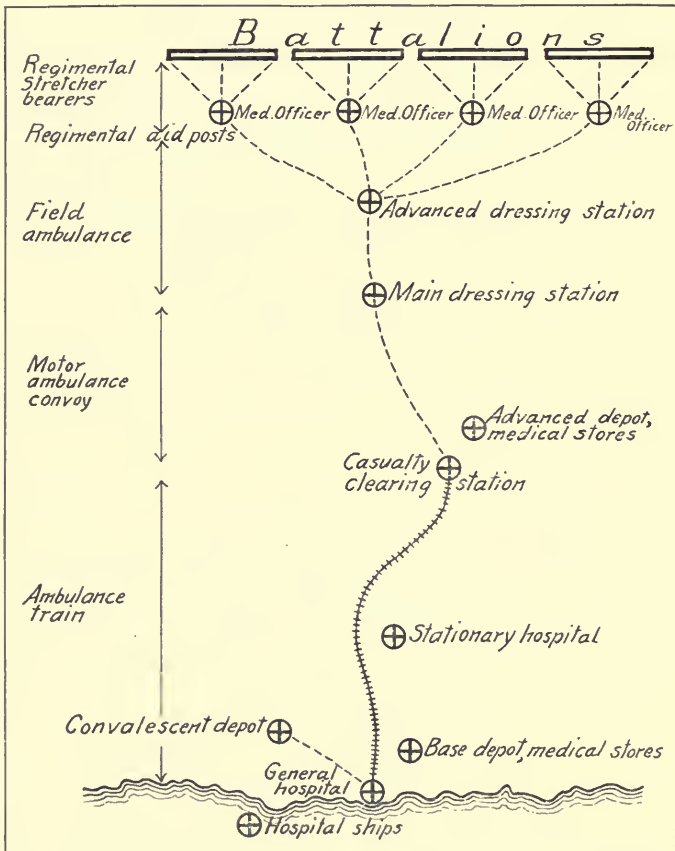 Battalions
Regimental
Stretcher
bearers
Med. Officer
Med. Officer
Med. Officer
Med.
Officer
Regimental aid posts
Field
ambulance
Advanced dressing station
Main dressing station
Motor
ambulance
convoy
Advanced depot,
medical stores
Casualty
clearing station
Ambulance
train
Stationary hospital
Convalescent depot
Base depot, medical stores
General
hospital
Hospital ships